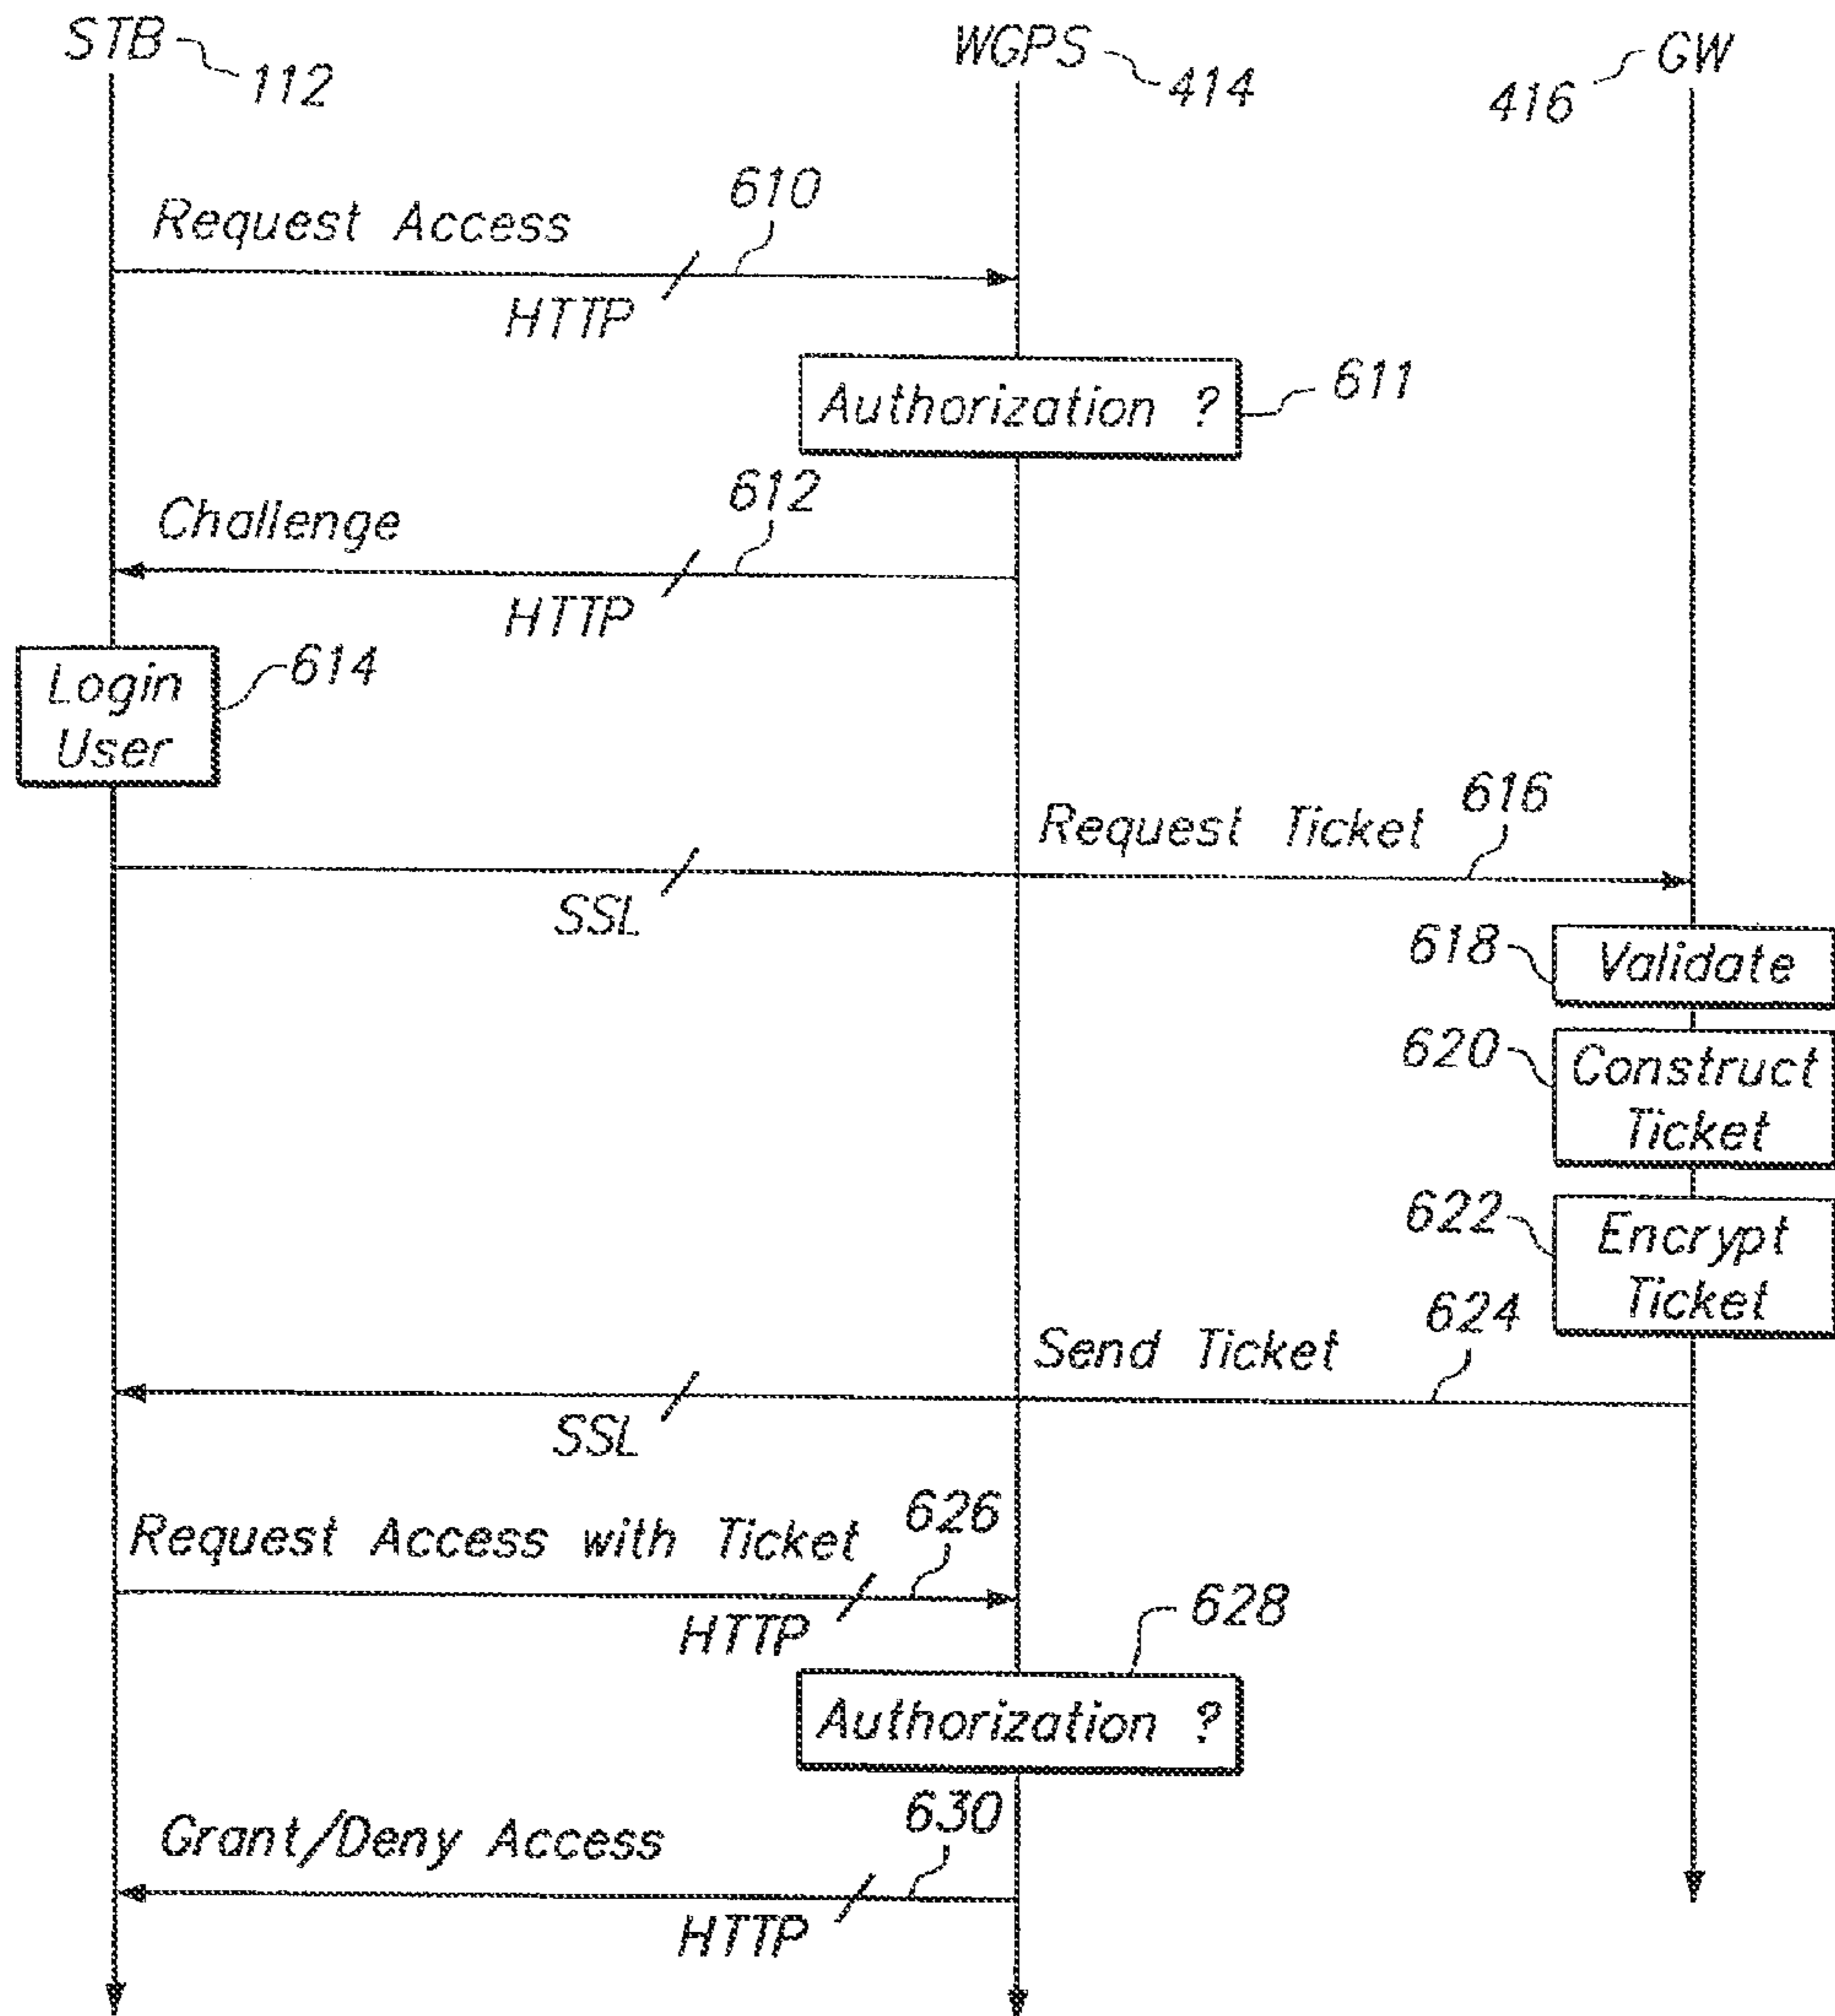 STB
112
WGPS
414
416
GW
610
Request Access
HTTP
Authorization ?
611
612
Challenge
HTTP
Login
User
614
616
Request Ticket
SSL
618
Validate
620
Construct
Ticket
622
Encrypt
Ticket
624
Send Ticket
SSL
626
Request Access with Ticket
HTTP
628
Authorization ?
630
Grant/Deny Access
HTTP